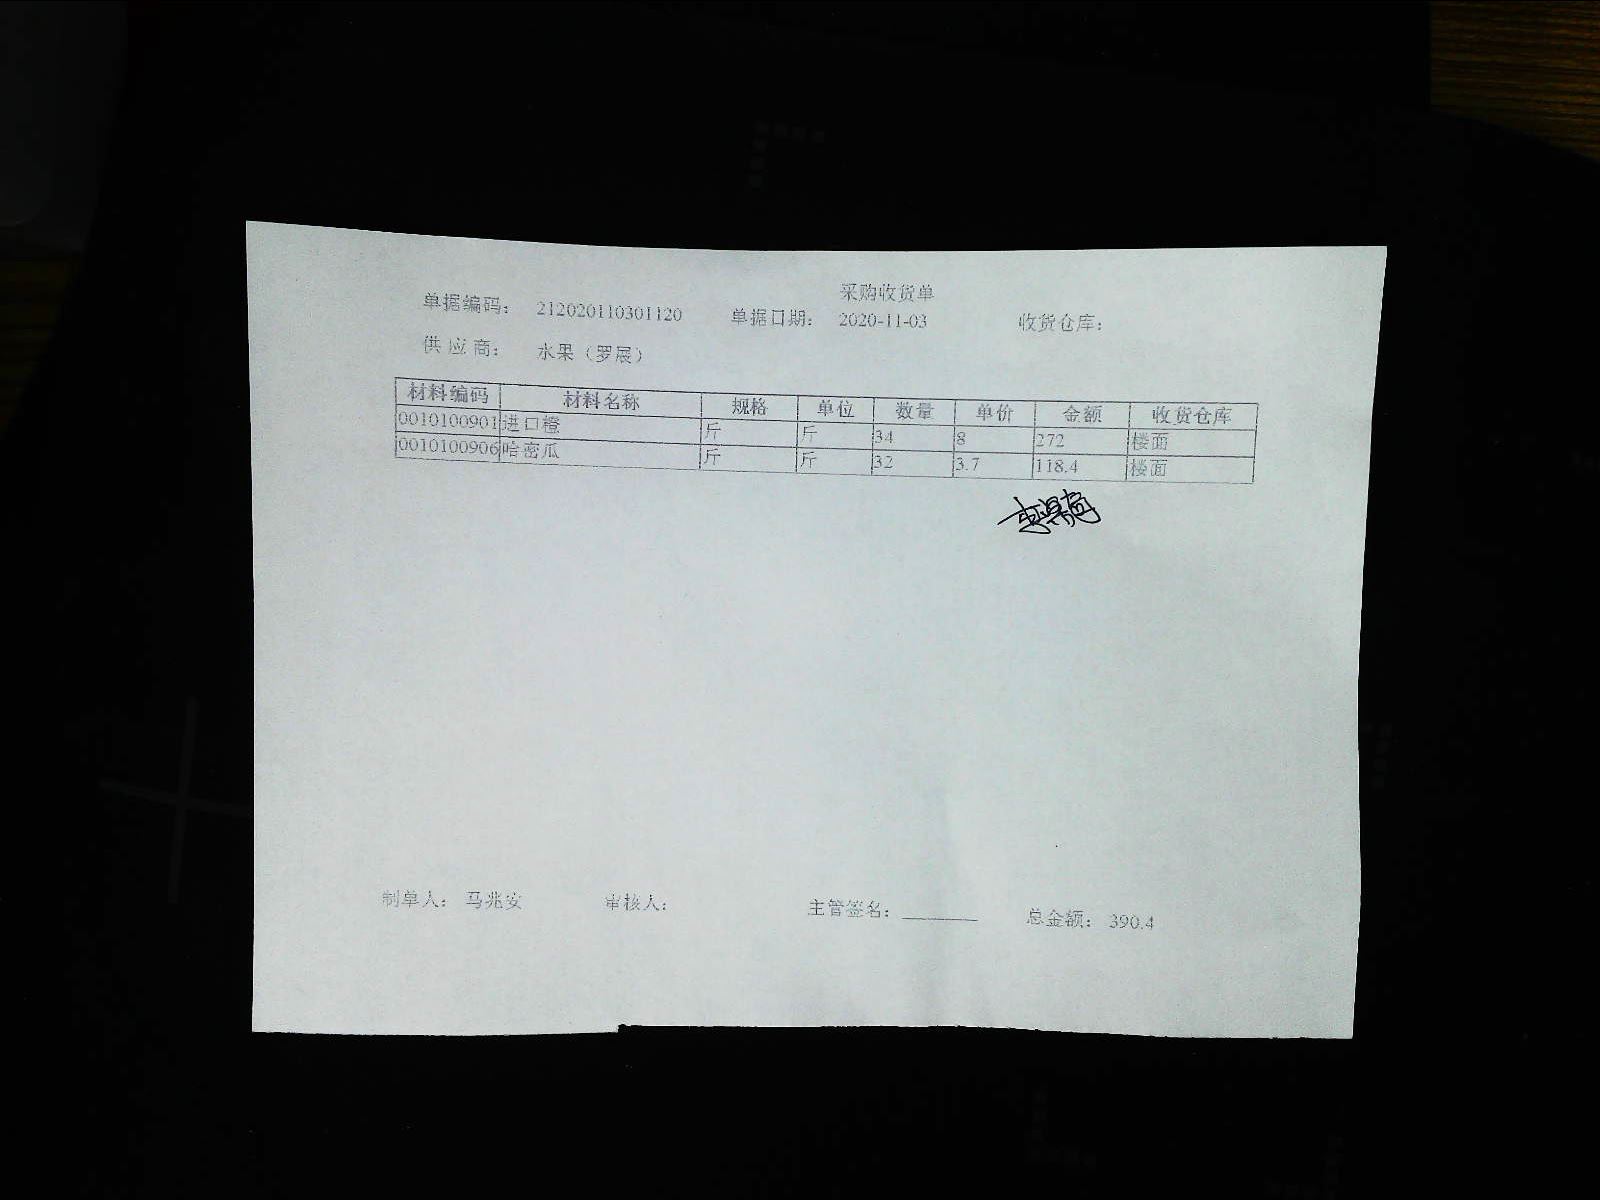 采购收货单
单据编码： 212020110301120 单据日期： 2020-11-03 收货仓库：
供 应 商： 水果（罗展）
材料编码 材料名称 规格 单位 数量 单价 金额 收货仓库
0010100901 进口橙 斤 斤 34 8 272 楼面
0010100906 哈密瓜 斤 斤 32 3.7 118.4 楼面
制单人： 马兆安 审核人： 主管签名： 总金额： 390.4